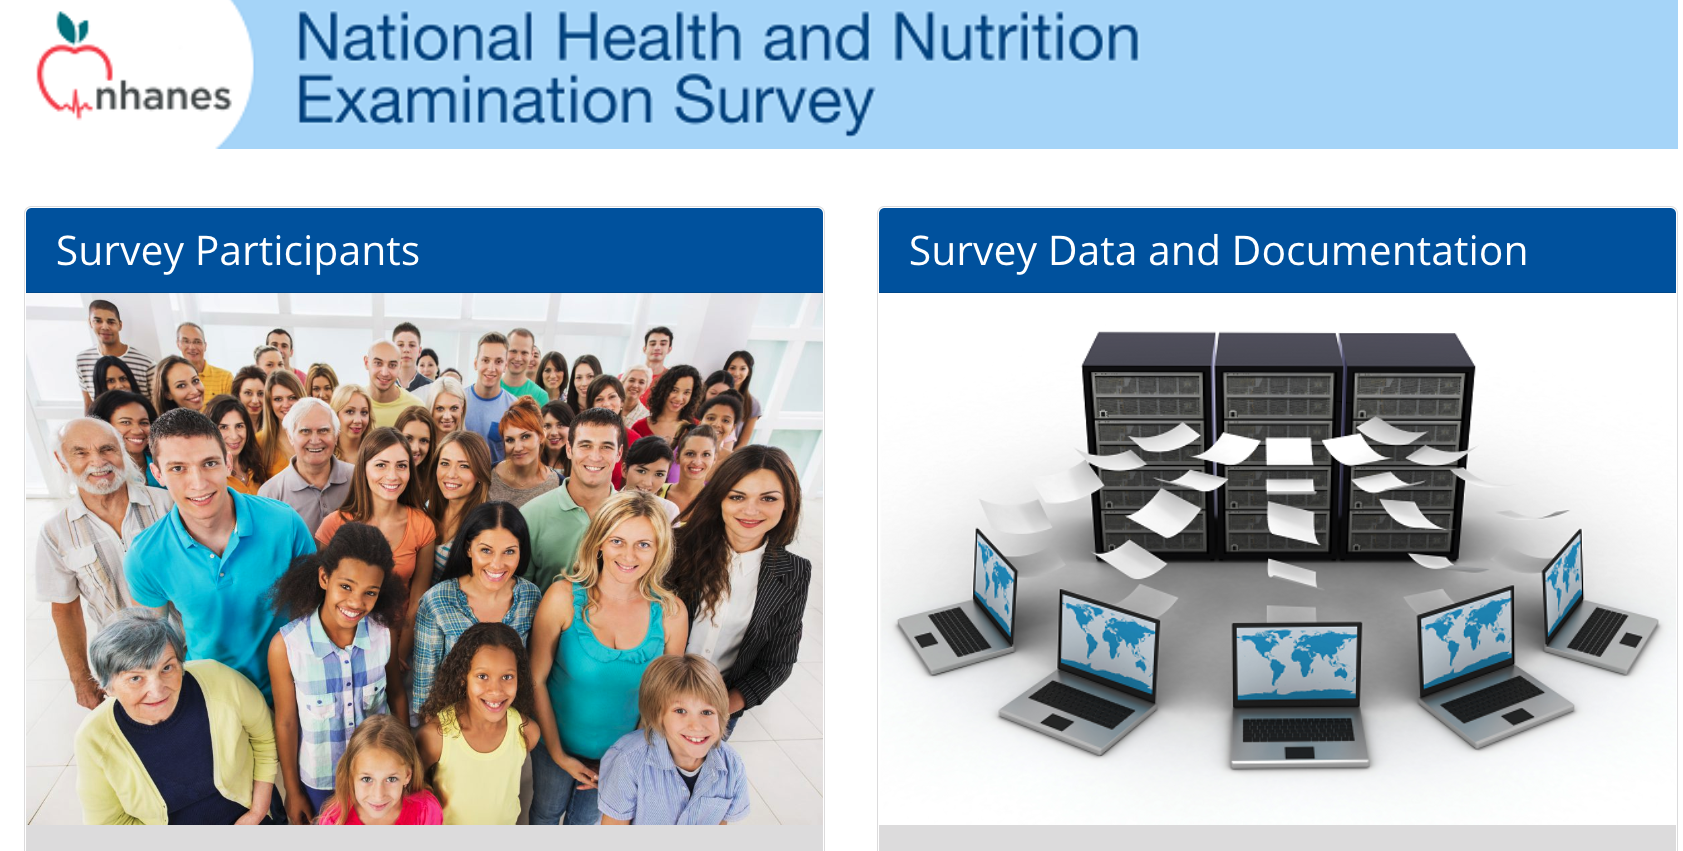 nhanes
National Health and Nutrition
Examination Survey
Survey Participants
Survey Data and Documentation